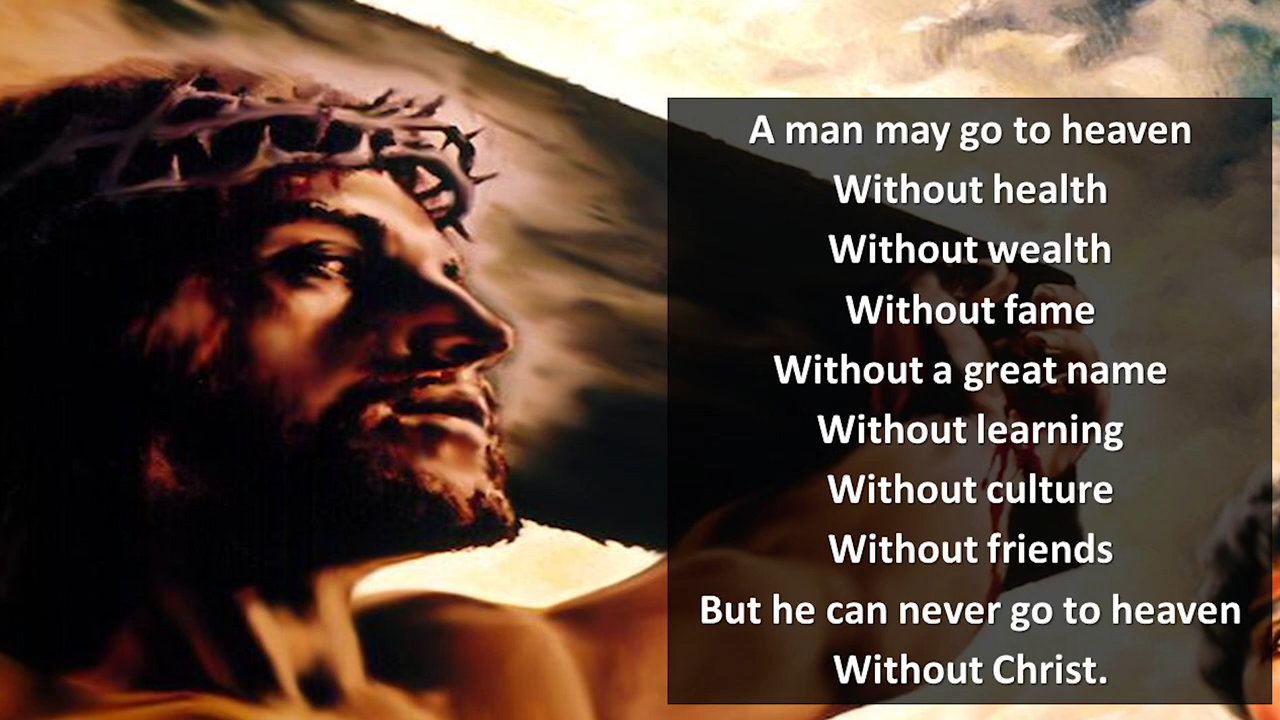 A man may go to heaven
Without health
Without wealth
Without fame
Without a great name
Without learning
Without culture
Without friends
But he can never go to heaven
Without Christ.